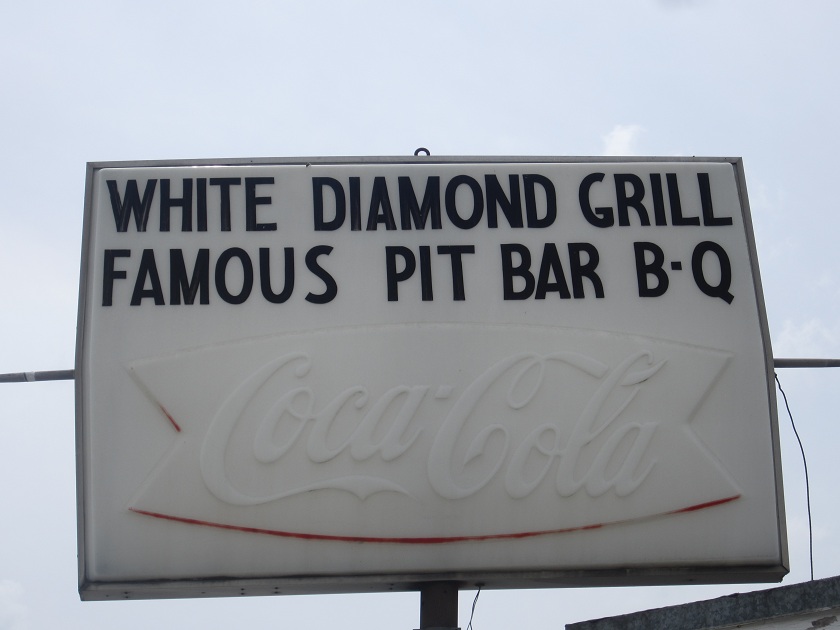 WHITE DIAMOND GRILL
FAMOUS PIT BAR B-Q
Coca-Cola